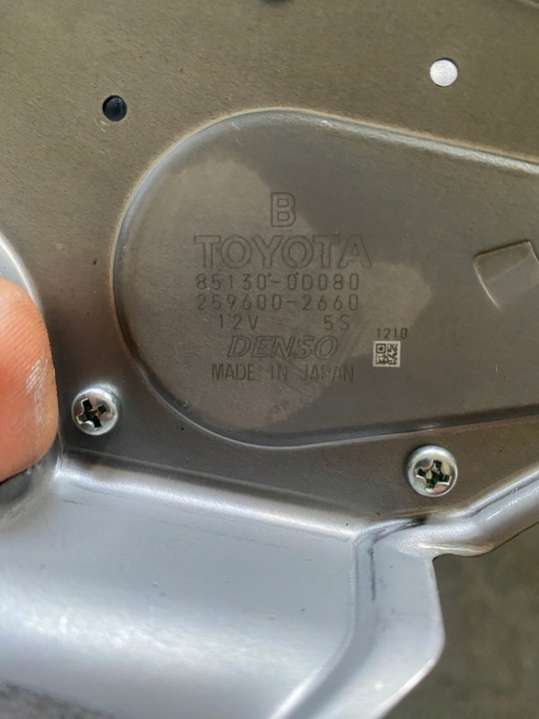 B
TOYOTA
85130-0D080
259600-2660
12V 5S
1210
DENSO
MADE IN JAPAN